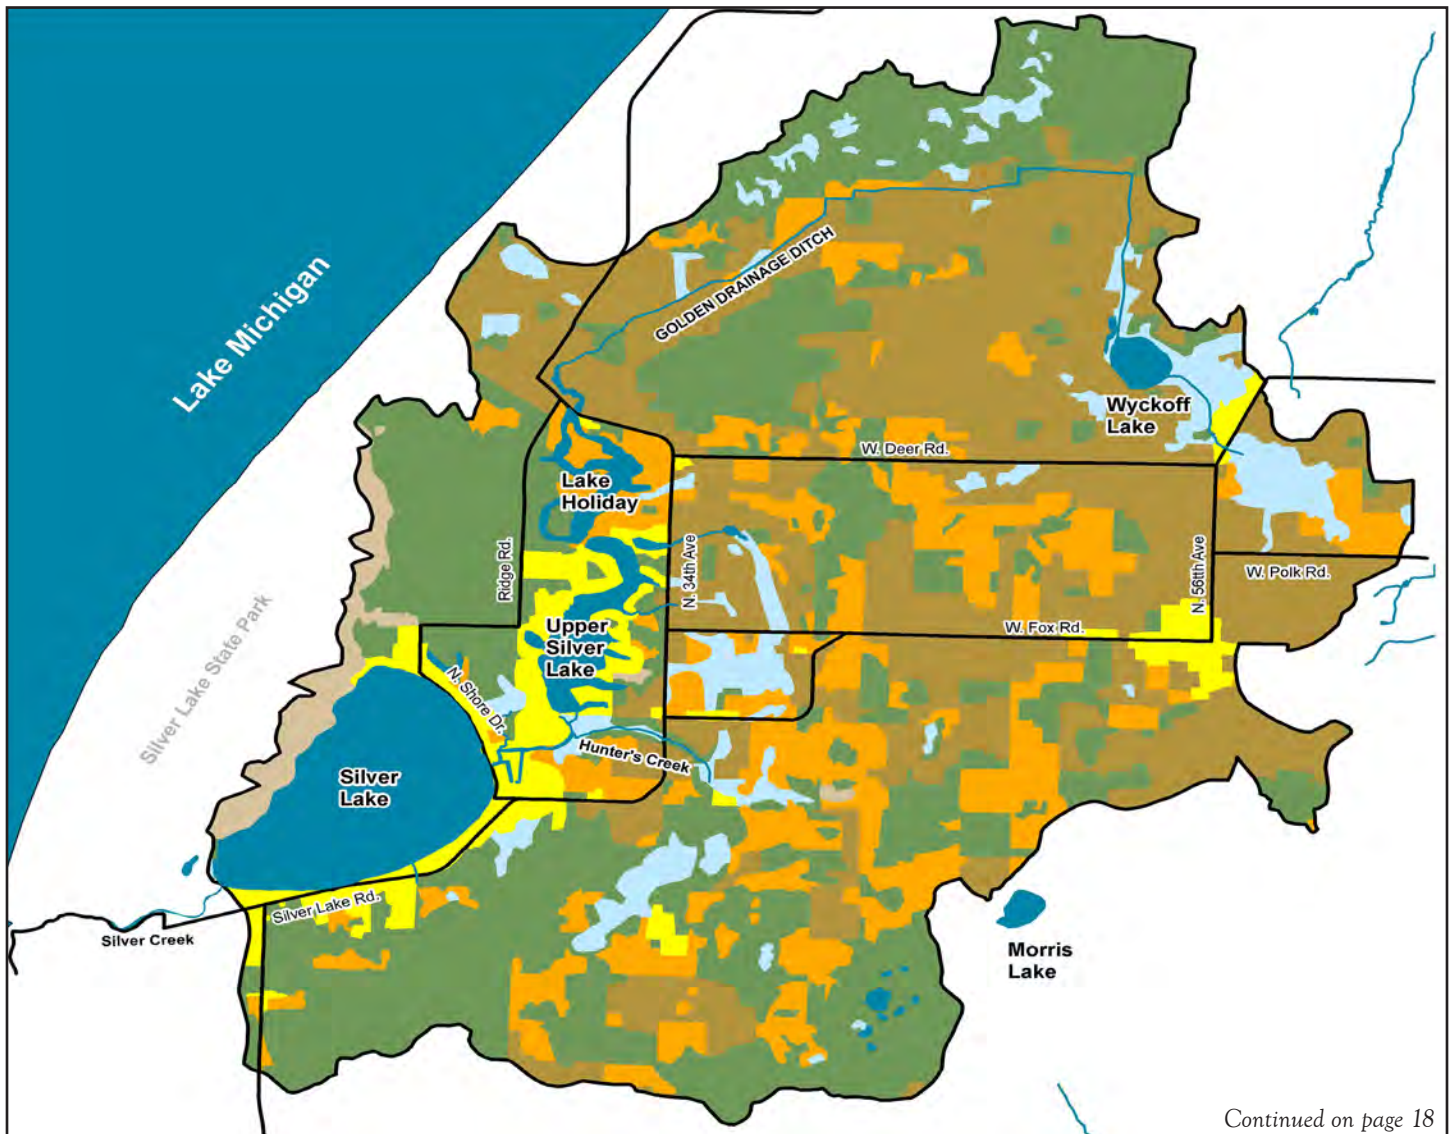 Lake Michigan
GOLDEN DRAINAGE DITCH
Wyckoff
Lake
W. Deer Rd.
Lake
Holiday
Ridge Rd.
N. 34th Ave
N. 56tth Ave
W. Polk Rd.
W. Fox Rd.
Upper
Silver
Lake
Silver Lake State Park
N. Shore Dr.
Hunter's Creek
Silver
Lake
Silver Lake Rd.
Silver Creek
Morris
Lake
Continued on page 18